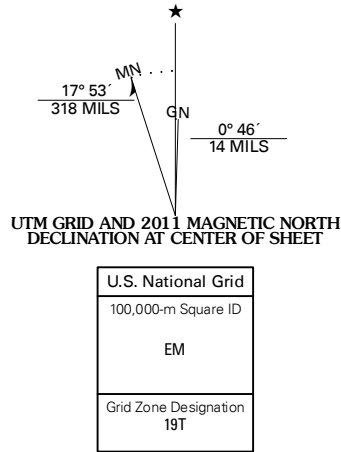 ★
MN
17° 53´
318 MILS
GN
0° 46´
14 MILS
UTM GRID AND 2011 MAGNETIC NORTH
DECLINATION AT CENTER OF SHEET
U.S. National Grid
100,000-m Square ID
EM
Grid Zone Designation
19T